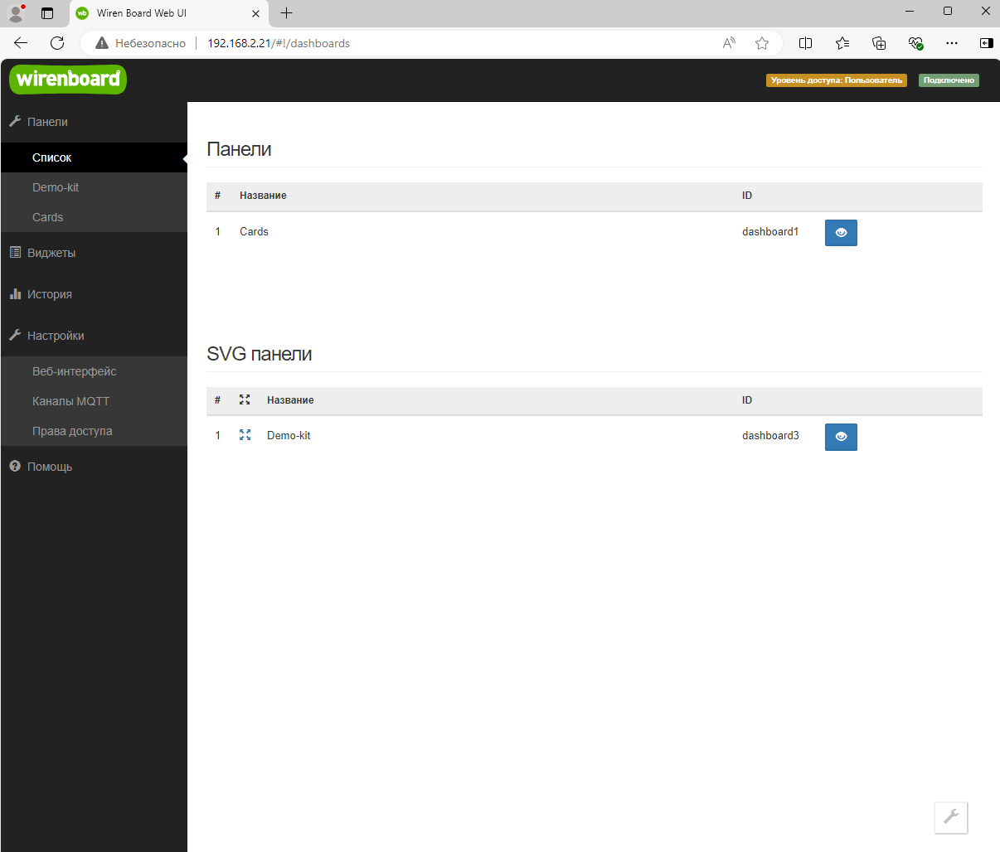 Wiren Board Web UI
Небезопасно 192.168.2.21/#!/dashboards
wirenboard
Уровень доступа: Пользователь Подключено
Панели
Список
Demo-kit
Cards
Виджеты
История
Настройки
Веб-интерфейс
Каналы MQTT
Права доступа
Помощь
Панели
# Название ID
1 Cards dashboard1
SVG панели
# Название ID
1 Demo-kit dashboard3